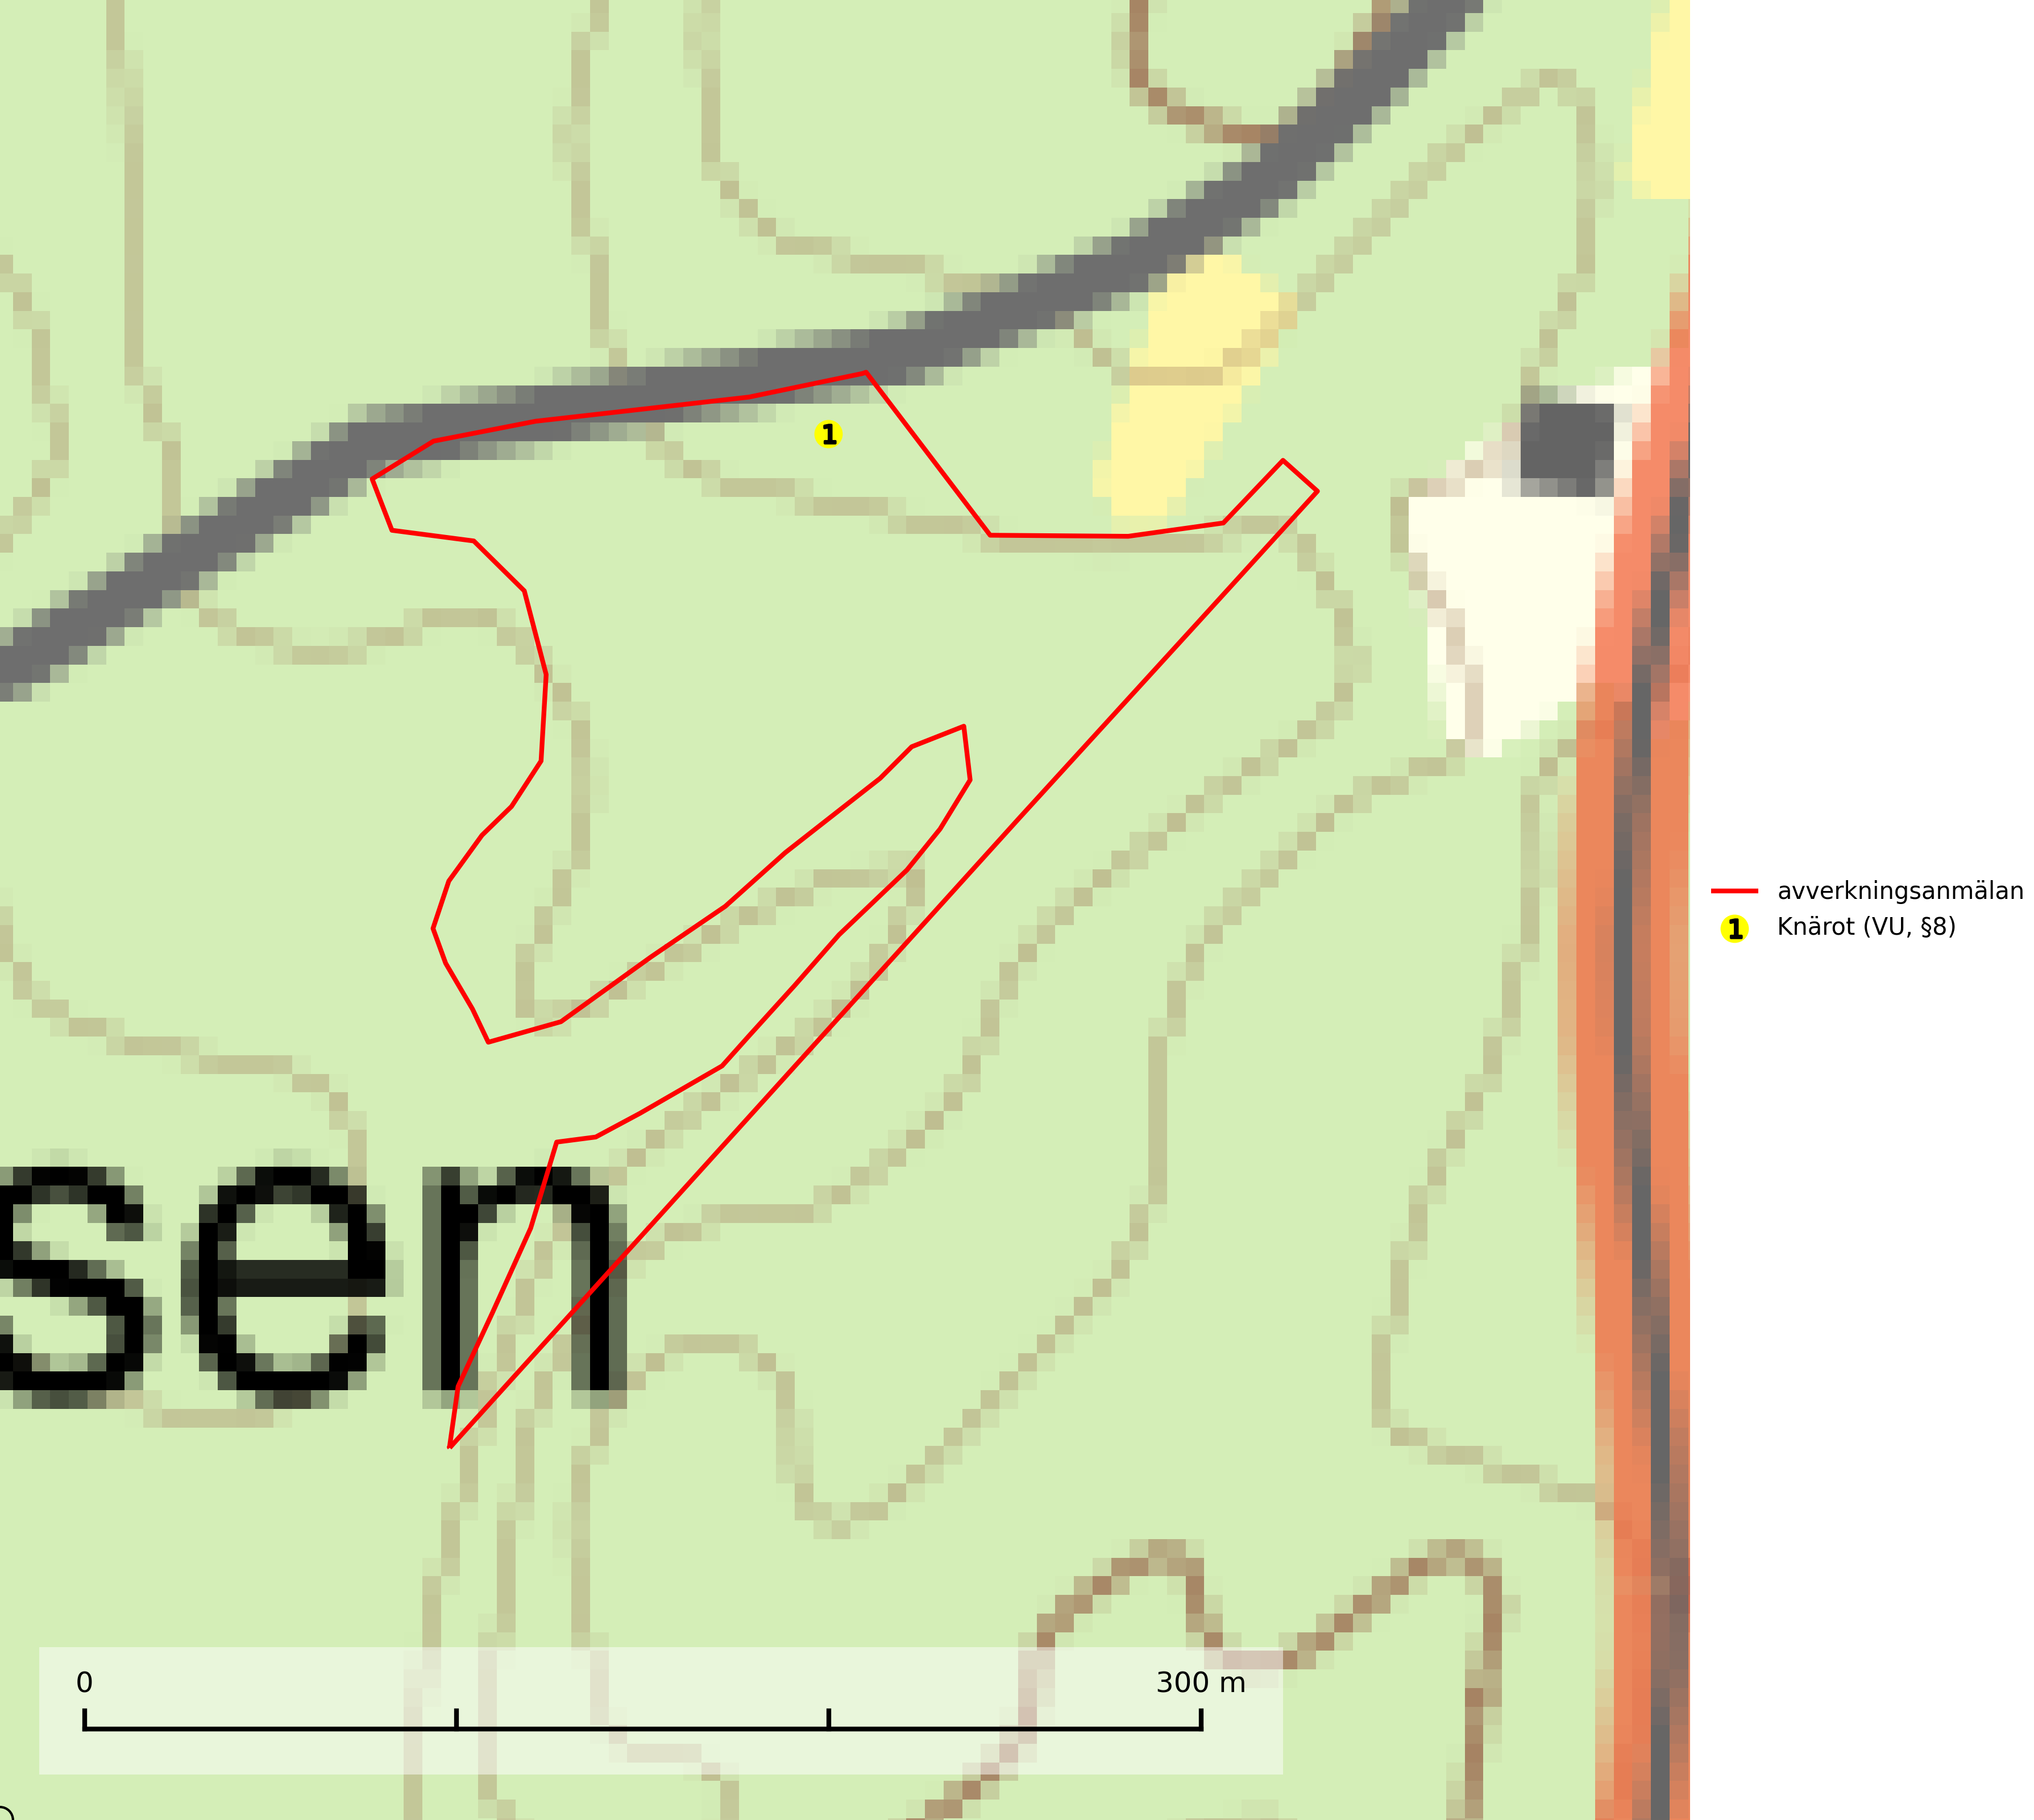 1
avverkningsanmälan
1 Knärot (VU, §8)
sen
0 300 m